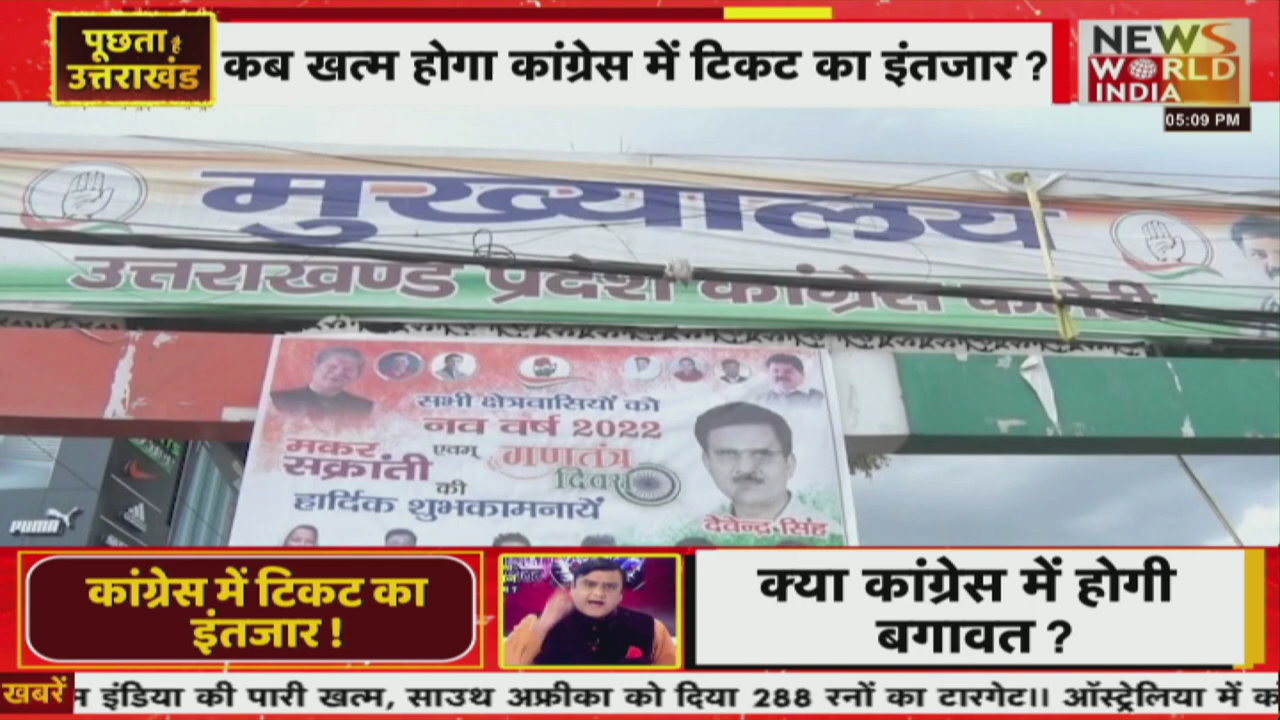 पूछता है
उत्तराखंड
कब खत्म होगा कांग्रेस में टिकट का इंतजार ?
NEWS
WORLD
INDIA
05:09 PM
मुख्यालय
उत्तराखण्ड प्रदेश कांग्रेस कमेटी
सभी क्षेत्रवासियों को
नव वर्ष 2022
मकर
सक्रांती
एवम्
गणतंत्र
दिवस
की
हार्दिक शुभकामनायें
देवेन्द्र सिंह
PUMA
कांग्रेस में टिकट का
इंतजार !
क्या कांग्रेस में होगी
बगावत ?
खबरें
इंडिया की पारी खत्म, साउथ अफ्रीका को दिया 288 रनों का टारगेट।। ऑस्ट्रेलिया में